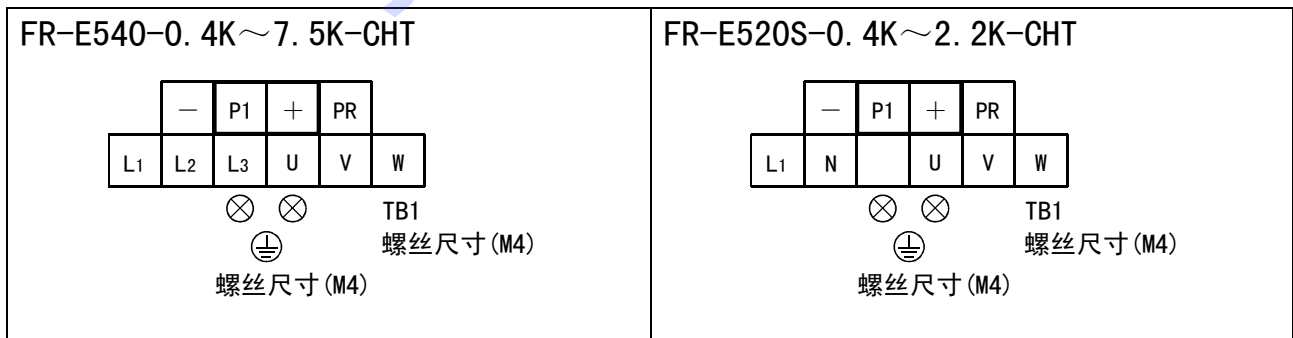 FR-E540-0.4K～7.5K-CHT
－ P1 ＋ PR
L1 L2 L3 U V W
TB1
螺丝尺寸(M4)
螺丝尺寸(M4)
FR-E520S-0.4K～2.2K-CHT
－ P1 ＋ PR
L1 N U V W
TB1
螺丝尺寸(M4)
螺丝尺寸(M4)